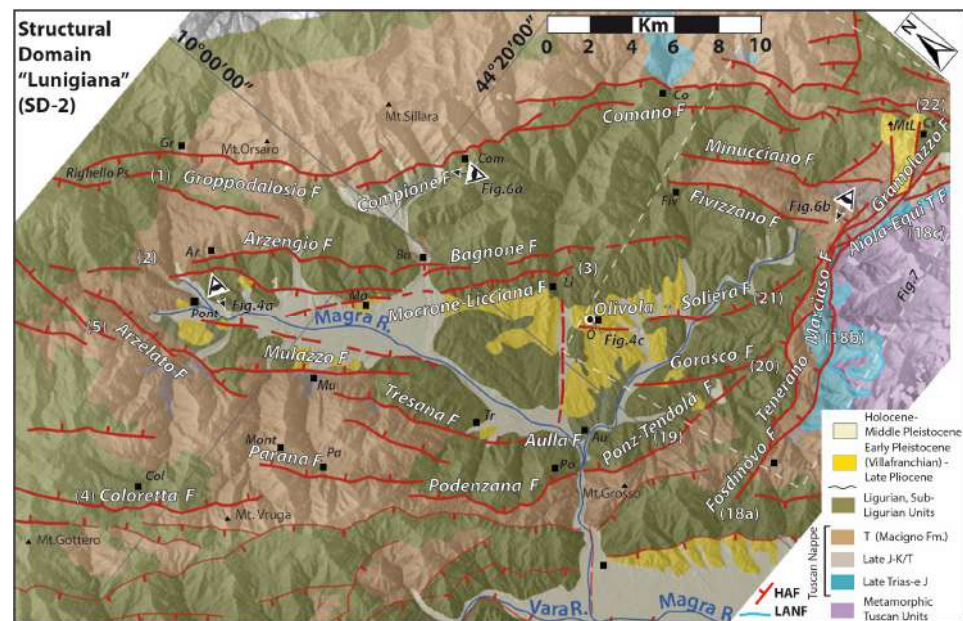 Structural
Domain
"Lunigiana"
(SD-2)
10°00'00"
44°20'00"
Km
0 2 4 6 8 10
N
Co
Mt.Sillara
Comano F
(22)
MtL
Gr
Mt.Orsaro
Com
Minucciano F
Gramolazzo F
Righello Ps.
(1)
Groppodalosio F
Compione F
Fig.6a
Fiv
Fivizzano F
Fig.6b
Aiola-Equi T F
(18c)
Ar
Arzengio F
Bagnone F
(2)
(3)
Li
Fig.7
Pont
Fig.4a
Mo
Mocrone-Licciana F
Olivola
O
Soliera F
(21)
Marciaso F
Magra R.
Fig.4c
(5)
Arzelato F
Mulazzo F
Gorasco F
(20)
(18b)
Mu
Tresana F
Tr
Ponz-Tendola F
(19)
Tenerano
Aulla F
Au
Mont
Parana F
Pa
Po
Podenzana F
Fosdinovo F
Col
(4)
Coloretta F
Mt.Grosso
(18a)
Mt. Vruga
Mt.Gottero
Vara R.
Magra R
Holocene-
Middle Pleistocene
Early Pleistocene
(Villafranchian) -
Late Pliocene
Ligurian, Sub-
Ligurian Units
Tuscan Nappe
T (Macigno Fm.)
Late J-K/T
Late Trias-e J
Metamorphic
Tuscan Units
HAF
LANF